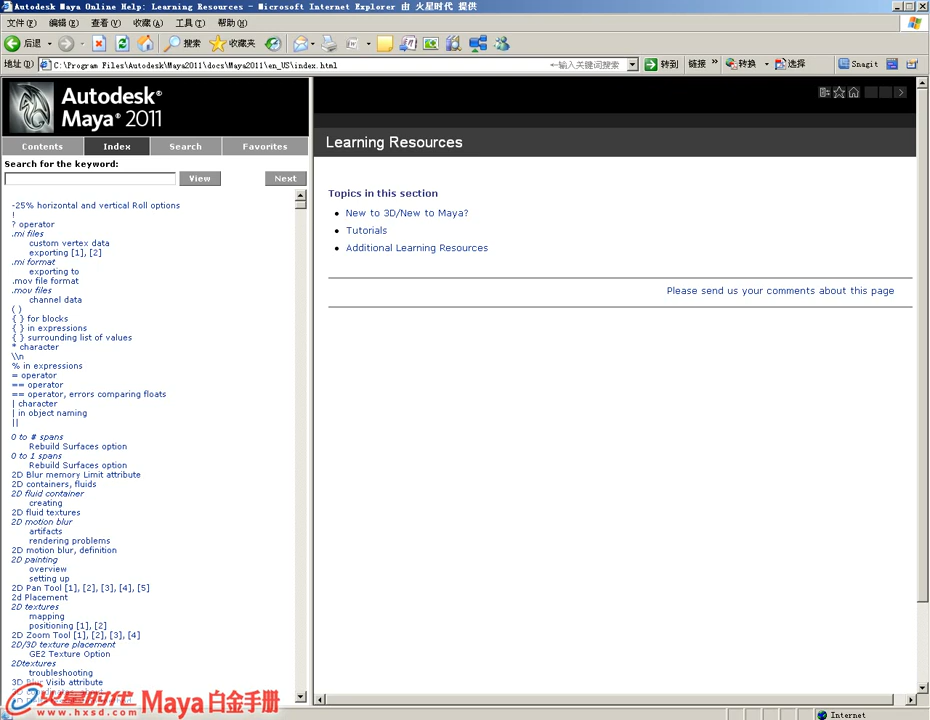 Autodesk Maya Online Help: Learning Resources - Microsoft Internet Explorer 由 火星时代 提供
文件(F) 编辑(E) 查看(V) 收藏(A) 工具(T) 帮助(H)
后退 搜索 收藏夹
地址(D) C:\Program Files\Autodesk\Maya2011\docs\Maya2011\en_US\index.html ←输入关键词搜索 转到 链接 » 转换 选择 SnagIt
Autodesk®
Maya® 2011
Contents Index Search Favorites
Search for the keyword:
View Next
-25% horizontal and vertical Roll options
!
? operator
.mi files
custom vertex data
exporting [1], [2]
.mi format
exporting to
.mov file format
.mov files
channel data
( )
{ } for blocks
{ } in expressions
{ } surrounding list of values
* character
\\n
% in expressions
= operator
== operator
== operator, errors comparing floats
| character
| in object naming
||
0 to # spans
Rebuild Surfaces option
0 to 1 spans
Rebuild Surfaces option
2D Blur memory Limit attribute
2D containers, fluids
2D fluid container
creating
2D fluid textures
2D motion blur
artifacts
rendering problems
2D motion blur, definition
2D painting
overview
setting up
2D Pan Tool [1], [2], [3], [4], [5]
2d Placement
2D textures
mapping
positioning [1], [2]
2D Zoom Tool [1], [2], [3], [4]
2D/3D texture placement
GE2 Texture Option
2Dtextures
troubleshooting
3D Blur Visib attribute
Learning Resources
Topics in this section
New to 3D/New to Maya?
Tutorials
Additional Learning Resources
Please send us your comments about this page
火星时代 Maya 白金手册
www.hxsd.com
Internet